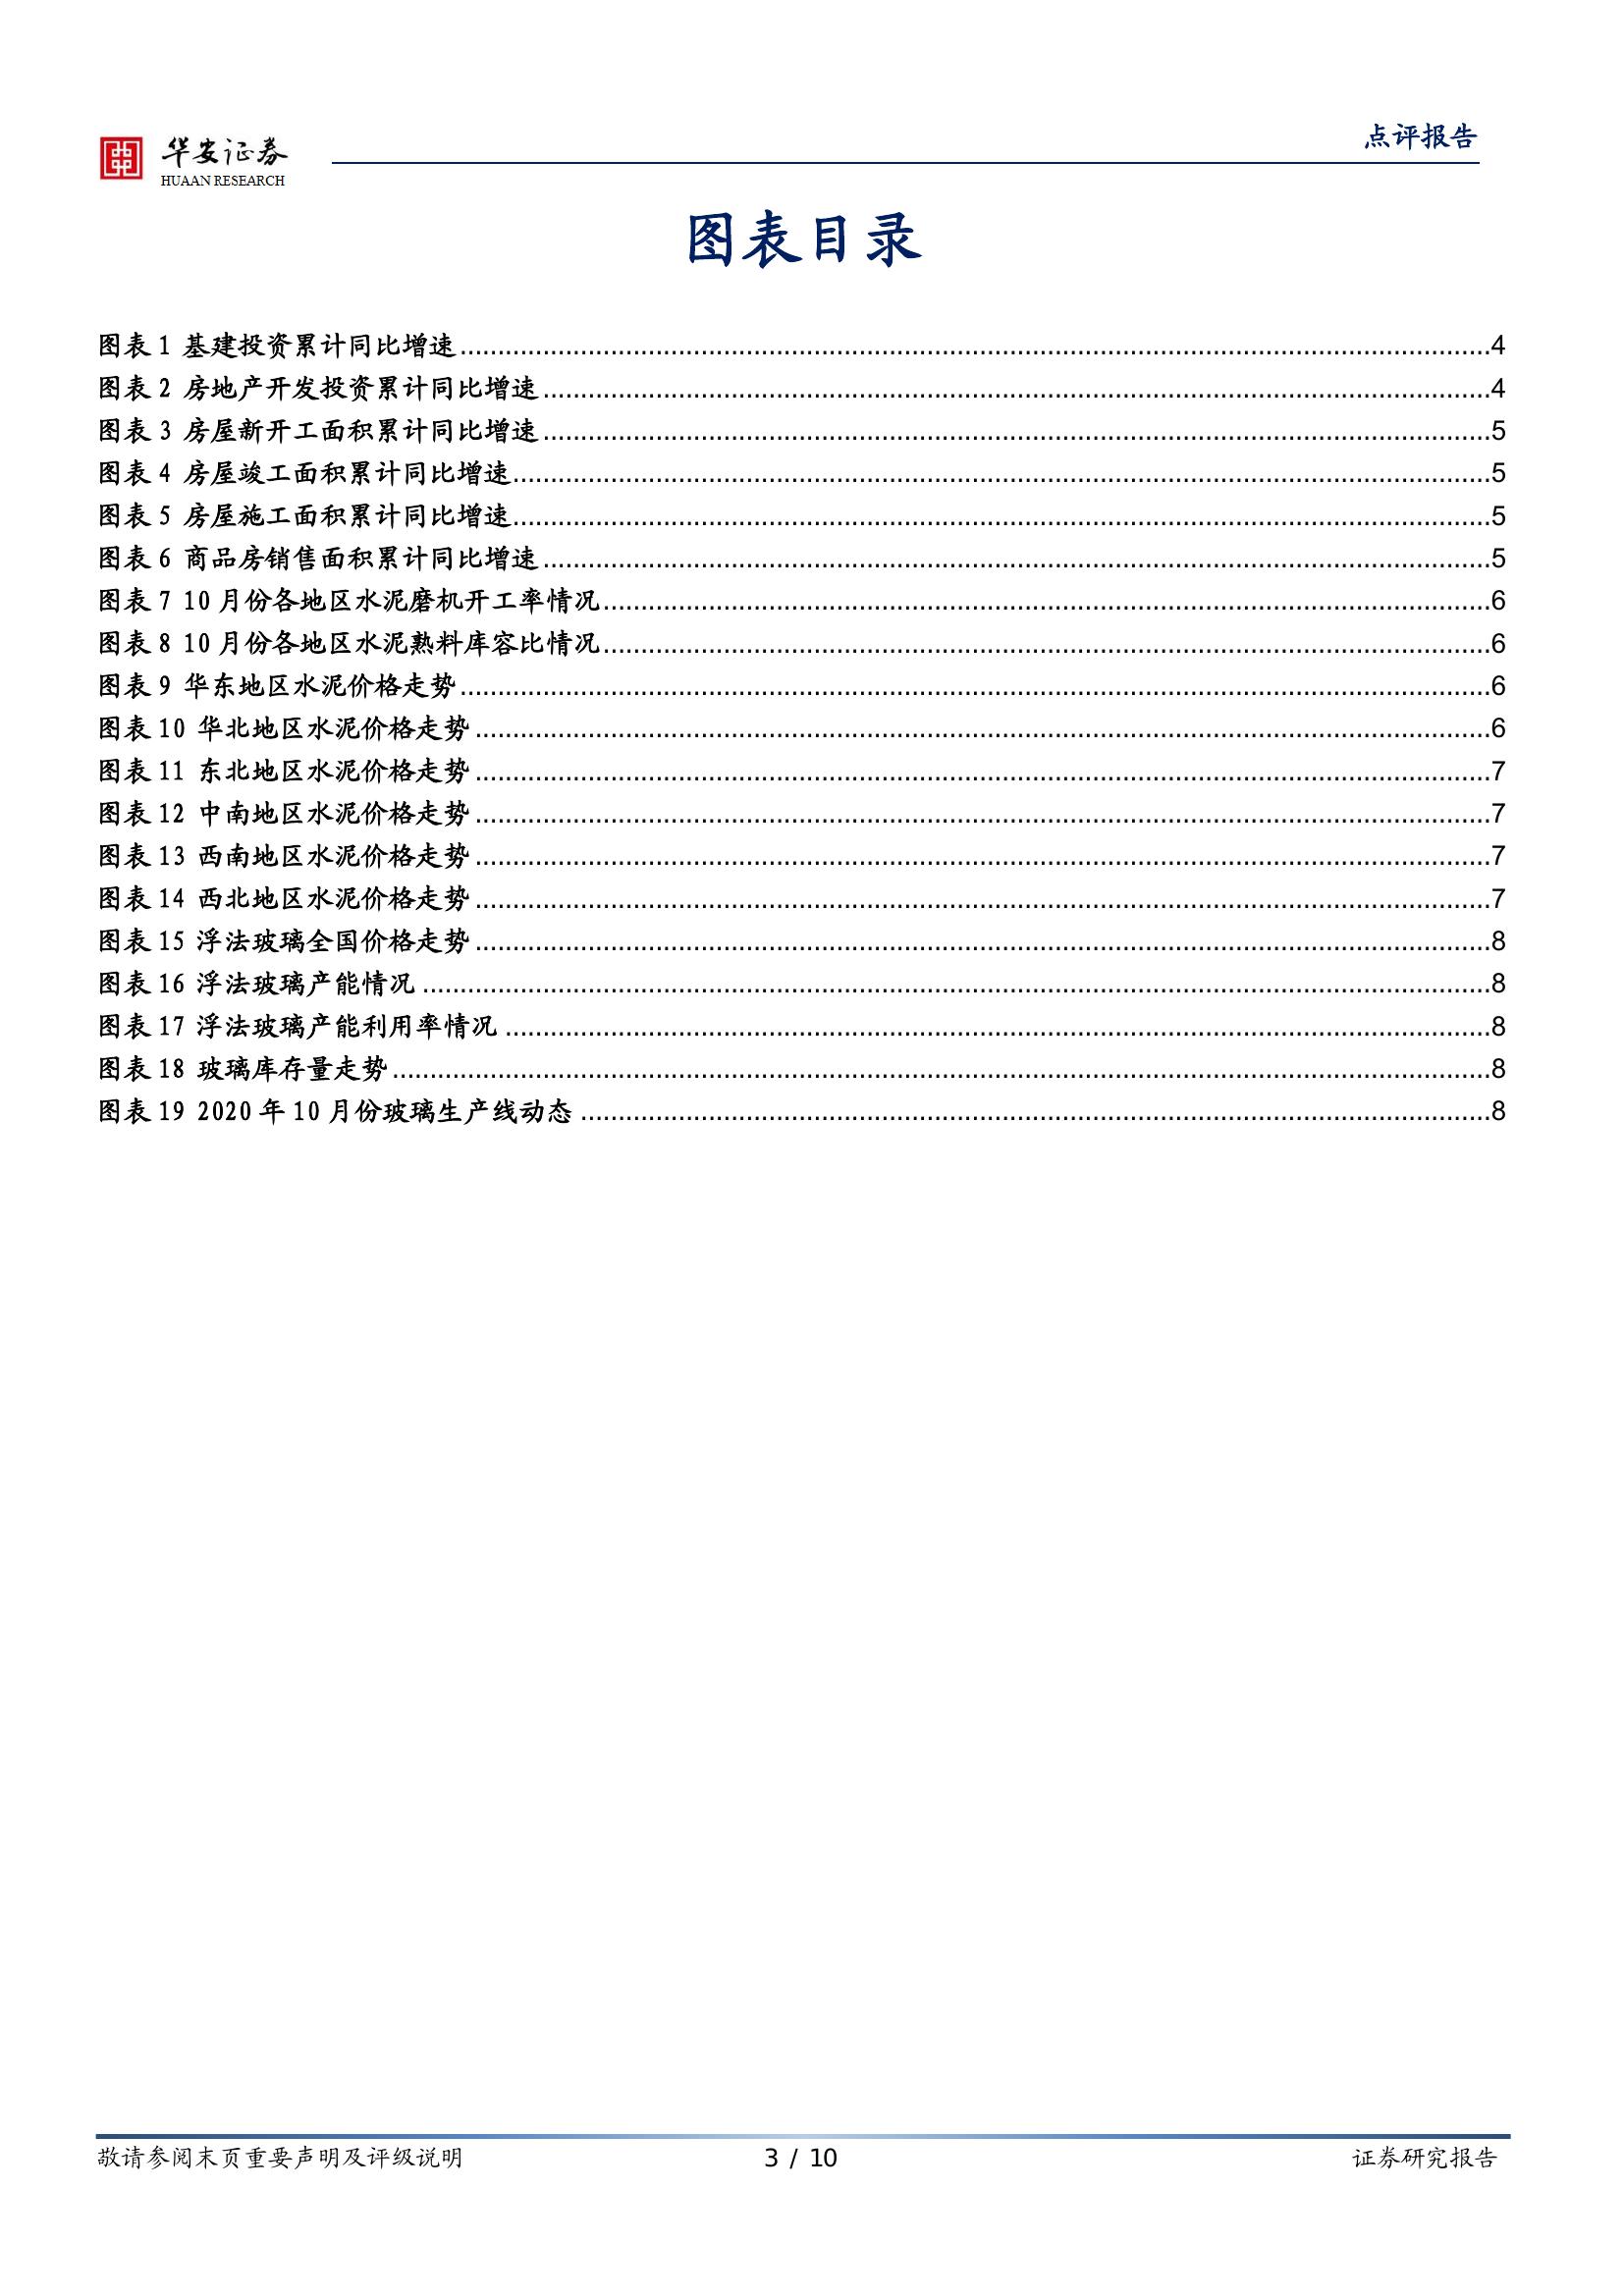 华安证券
HUAAN RESEARCH
点评报告
图表目录
图表 1 基建投资累计同比增速........................................4
图表 2 房地产开发投资累计同比增速........................................4
图表 3 房屋新开工面积累计同比增速........................................5
图表 4 房屋竣工面积累计同比增速........................................5
图表 5 房屋施工面积累计同比增速........................................5
图表 6 商品房销售面积累计同比增速........................................5
图表 7 10 月份各地区水泥磨机开工率情况........................................6
图表 8 10 月份各地区水泥熟料库容比情况........................................6
图表 9 华东地区水泥价格走势........................................6
图表 10 华北地区水泥价格走势........................................6
图表 11 东北地区水泥价格走势........................................7
图表 12 中南地区水泥价格走势........................................7
图表 13 西南地区水泥价格走势........................................7
图表 14 西北地区水泥价格走势........................................7
图表 15 浮法玻璃全国价格走势........................................8
图表 16 浮法玻璃产能情况........................................8
图表 17 浮法玻璃产能利用率情况........................................8
图表 18 玻璃库存量走势........................................8
图表 19 2020 年 10 月份玻璃生产线动态........................................8
敬请参阅末页重要声明及评级说明
3 / 10
证券研究报告